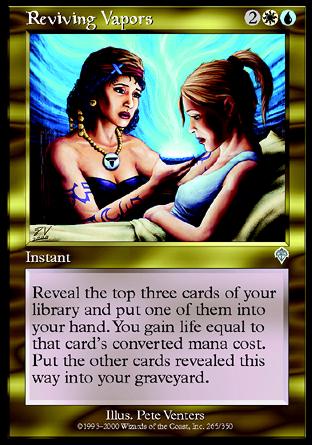 Reviving Vapors 2
Instant
Reveal the top three cards of your
library and put one of them into
your hand. You gain life equal to
that card's converted mana cost.
Put the other cards revealed this
way into your graveyard.
Illus. Pete Venters
©1993–2000 Wizards of the Coast, Inc. 265/350